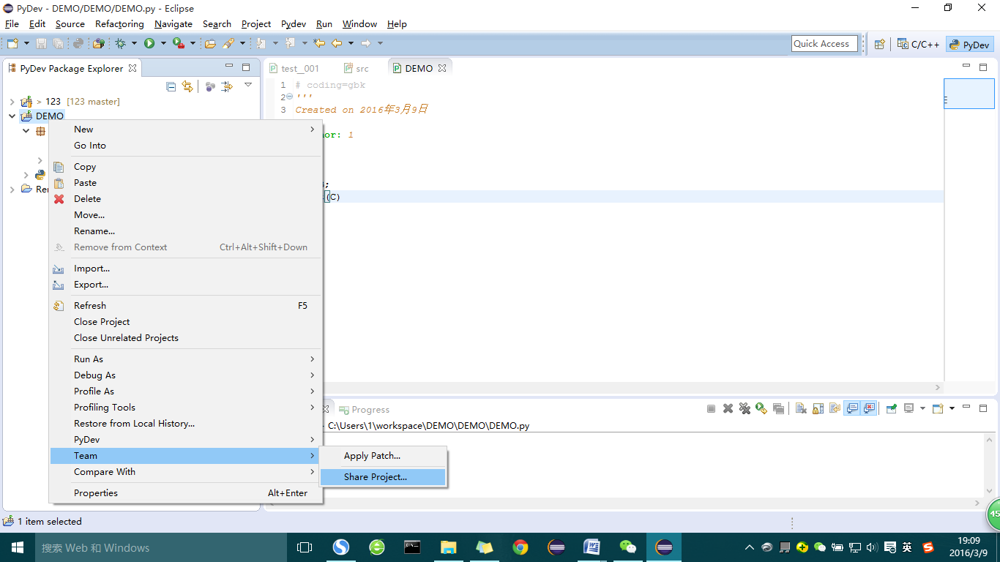 PyDev - DEMO/DEMO/DEMO.py - Eclipse
File Edit Source Refactoring Navigate Search Project Pydev Run Window Help
Quick Access
C/C++
PyDev
PyDev Package Explorer
> 123 [123 master]
DEMO
test_001
src
DEMO
1 # coding=gbk
2 '''
3 Created on 2016年3月9日
or: 1
;
(C)
New
Go Into
Copy
Paste
Delete
Move...
Rename...
Remove from Context Ctrl+Alt+Shift+Down
Import...
Export...
Refresh F5
Close Project
Close Unrelated Projects
Run As
Debug As
Profile As
Profiling Tools
Restore from Local History...
PyDev
Team
Compare With
Properties Alt+Enter
Apply Patch...
Share Project...
Progress
C:\Users\1\workspace\DEMO\DEMO\DEMO.py
1 item selected
45
搜索 Web 和 Windows
英
19:09
2016/3/9